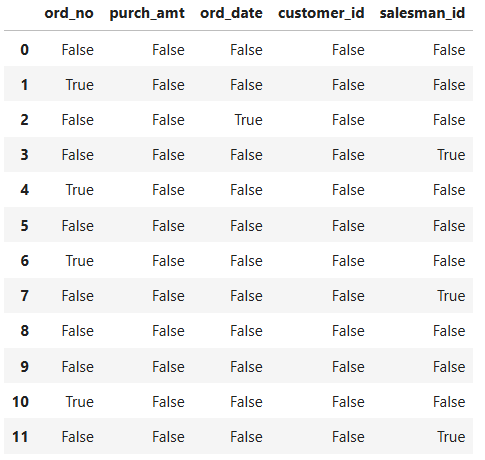 ord_no purch_amt ord_date customer_id salesman_id
0 False False False False False
1 True False False False False
2 False False True False False
3 False False False False True
4 True False False False False
5 False False False False False
6 True False False False False
7 False False False False True
8 False False False False False
9 False False False False False
10 True False False False False
11 False False False False True